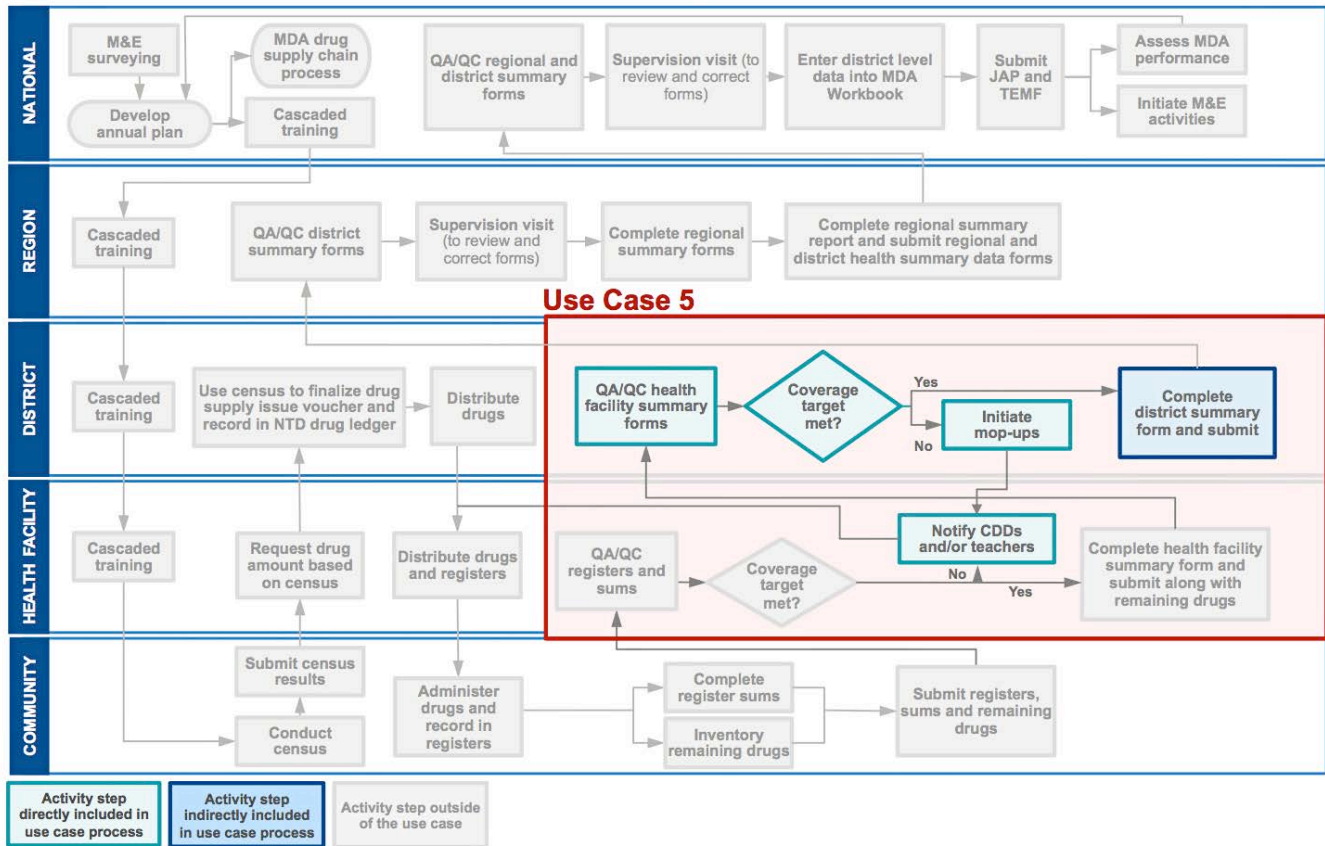 NATIONAL
M&E
surveying
MDA drug
supply chain
process
Develop
annual plan
Cascaded
training
QA/QC regional and
district summary
forms
Supervision visit (to
review and correct
forms)
Enter district level
data into MDA
Workbook
Submit
JAP and
TEMF
Assess MDA
performance
Initiate M&E
activities
REGION
Cascaded
training
QA/QC district
summary forms
Supervision visit
(to review and
correct forms)
Complete regional
summary forms
Complete regional summary
report and submit regional and
district health summary data forms
Use Case 5
DISTRICT
Cascaded
training
Use census to finalize drug
supply issue voucher and
record in NTD drug ledger
Distribute
drugs
QA/QC health
facility summary
forms
Coverage
target
met?
Yes
No
Initiate
mop-ups
Complete
district summary
form and submit
HEALTH FACILITY
Cascaded
training
Request drug
amount based
on census
Distribute drugs
and registers
QA/QC
registers and
sums
Coverage
target
met?
Notify CDDs
and/or teachers
No
Yes
Complete health facility
summary form and
submit along with
remaining drugs
COMMUNITY
Submit census
results
Conduct
census
Administer
drugs and
record in
registers
Complete
register sums
Inventory
remaining drugs
Submit registers,
sums and remaining
drugs
Activity step
directly included in
use case process
Activity step
indirectly included
in use case process
Activity step outside
of the use case